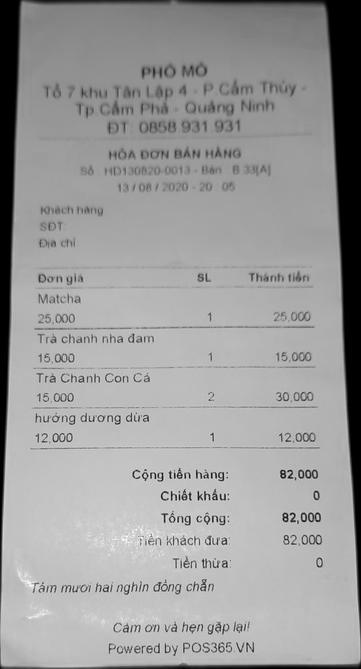 PHỐ MỎ
Tổ 7 khu Tân Lập 4 - P Cẩm Thủy -
Tp Cẩm Phả - Quảng Ninh
ĐT: 0858.931.931
HÓA ĐƠN BÁN HÀNG
Số : HD130820-0013 - Bàn : B 33[A]
13 / 08 / 2020 - 20 : 05
Khách hàng
SĐT:
Địa chỉ
Đơn giá SL Thành tiền
Matcha
25,000 1 25,000
Trà chanh nha đam
15,000 1 15,000
Trà Chanh Con Cá
15,000 2 30,000
hướng dương dừa
12,000 1 12,000
Cộng tiền hàng: 82,000
Chiết khấu: 0
Tổng cộng: 82,000
Tiền khách đưa: 82,000
Tiền thừa: 0
Tám mươi hai nghìn đồng chẵn
Cảm ơn và hẹn gặp lại!
Powered by POS365.VN